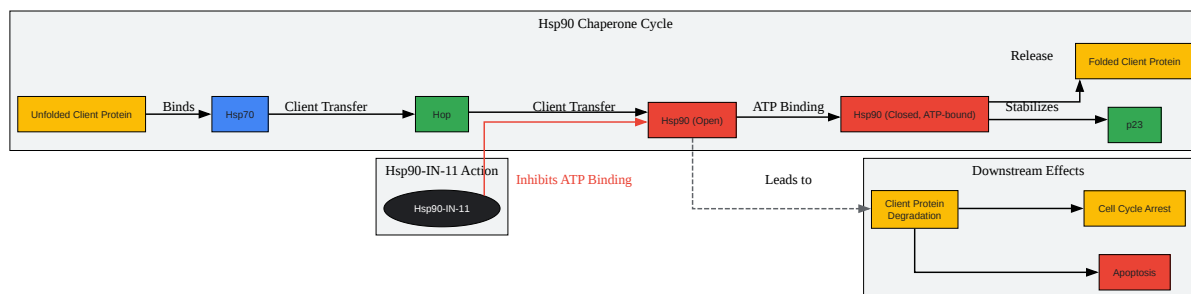 Hsp90 Chaperone Cycle
Release
Folded Client Protein
Unfolded Client Protein
Binds
Hsp70
Client Transfer
Hop
Client Transfer
Hsp90 (Open)
ATP Binding
Hsp90 (Closed, ATP-bound)
Stabilizes
p23
Hsp90-IN-11 Action
Hsp90-IN-11
Inhibits ATP Binding
Leads to
Downstream Effects
Client Protein
Degradation
Cell Cycle Arrest
Apoptosis